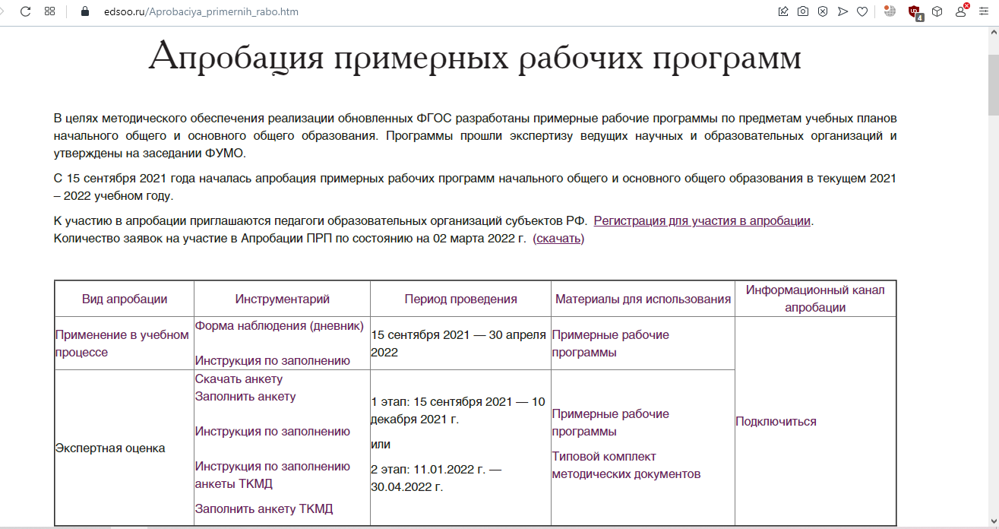 edsoo.ru/Aprobaciya_primernih_rabo.htm
4
Апробация примерных рабочих программ
В целях методического обеспечения реализации обновленных ФГОС разработаны примерные рабочие программы по предметам учебных планов
начального общего и основного общего образования. Программы прошли экспертизу ведущих научных и образовательных организаций и
утверждены на заседании ФУМО.
С 15 сентября 2021 года началась апробация примерных рабочих программ начального общего и основного общего образования в текущем 2021
– 2022 учебном году.
К участию в апробации приглашаются педагоги образовательных организаций субъектов РФ. Регистрация для участия в апробации.
Количество заявок на участие в Апробации ПРП по состоянию на 02 марта 2022 г. (скачать)
Вид апробации
Инструментарий
Период проведения
Материалы для использования
Информационный канал
апробации
Применение в учебном
процессе
Форма наблюдения (дневник)
Инструкция по заполнению
15 сентября 2021 — 30 апреля
2022
Примерные рабочие
программы
Подключиться
Экспертная оценка
Скачать анкету
Заполнить анкету
Инструкция по заполнению
Инструкция по заполнению
анкеты ТКМД
Заполнить анкету ТКМД
1 этап: 15 сентября 2021 — 10
декабря 2021 г.
или
2 этап: 11.01.2022 г. —
30.04.2022 г.
Примерные рабочие
программы
Типовой комплект
методических документов